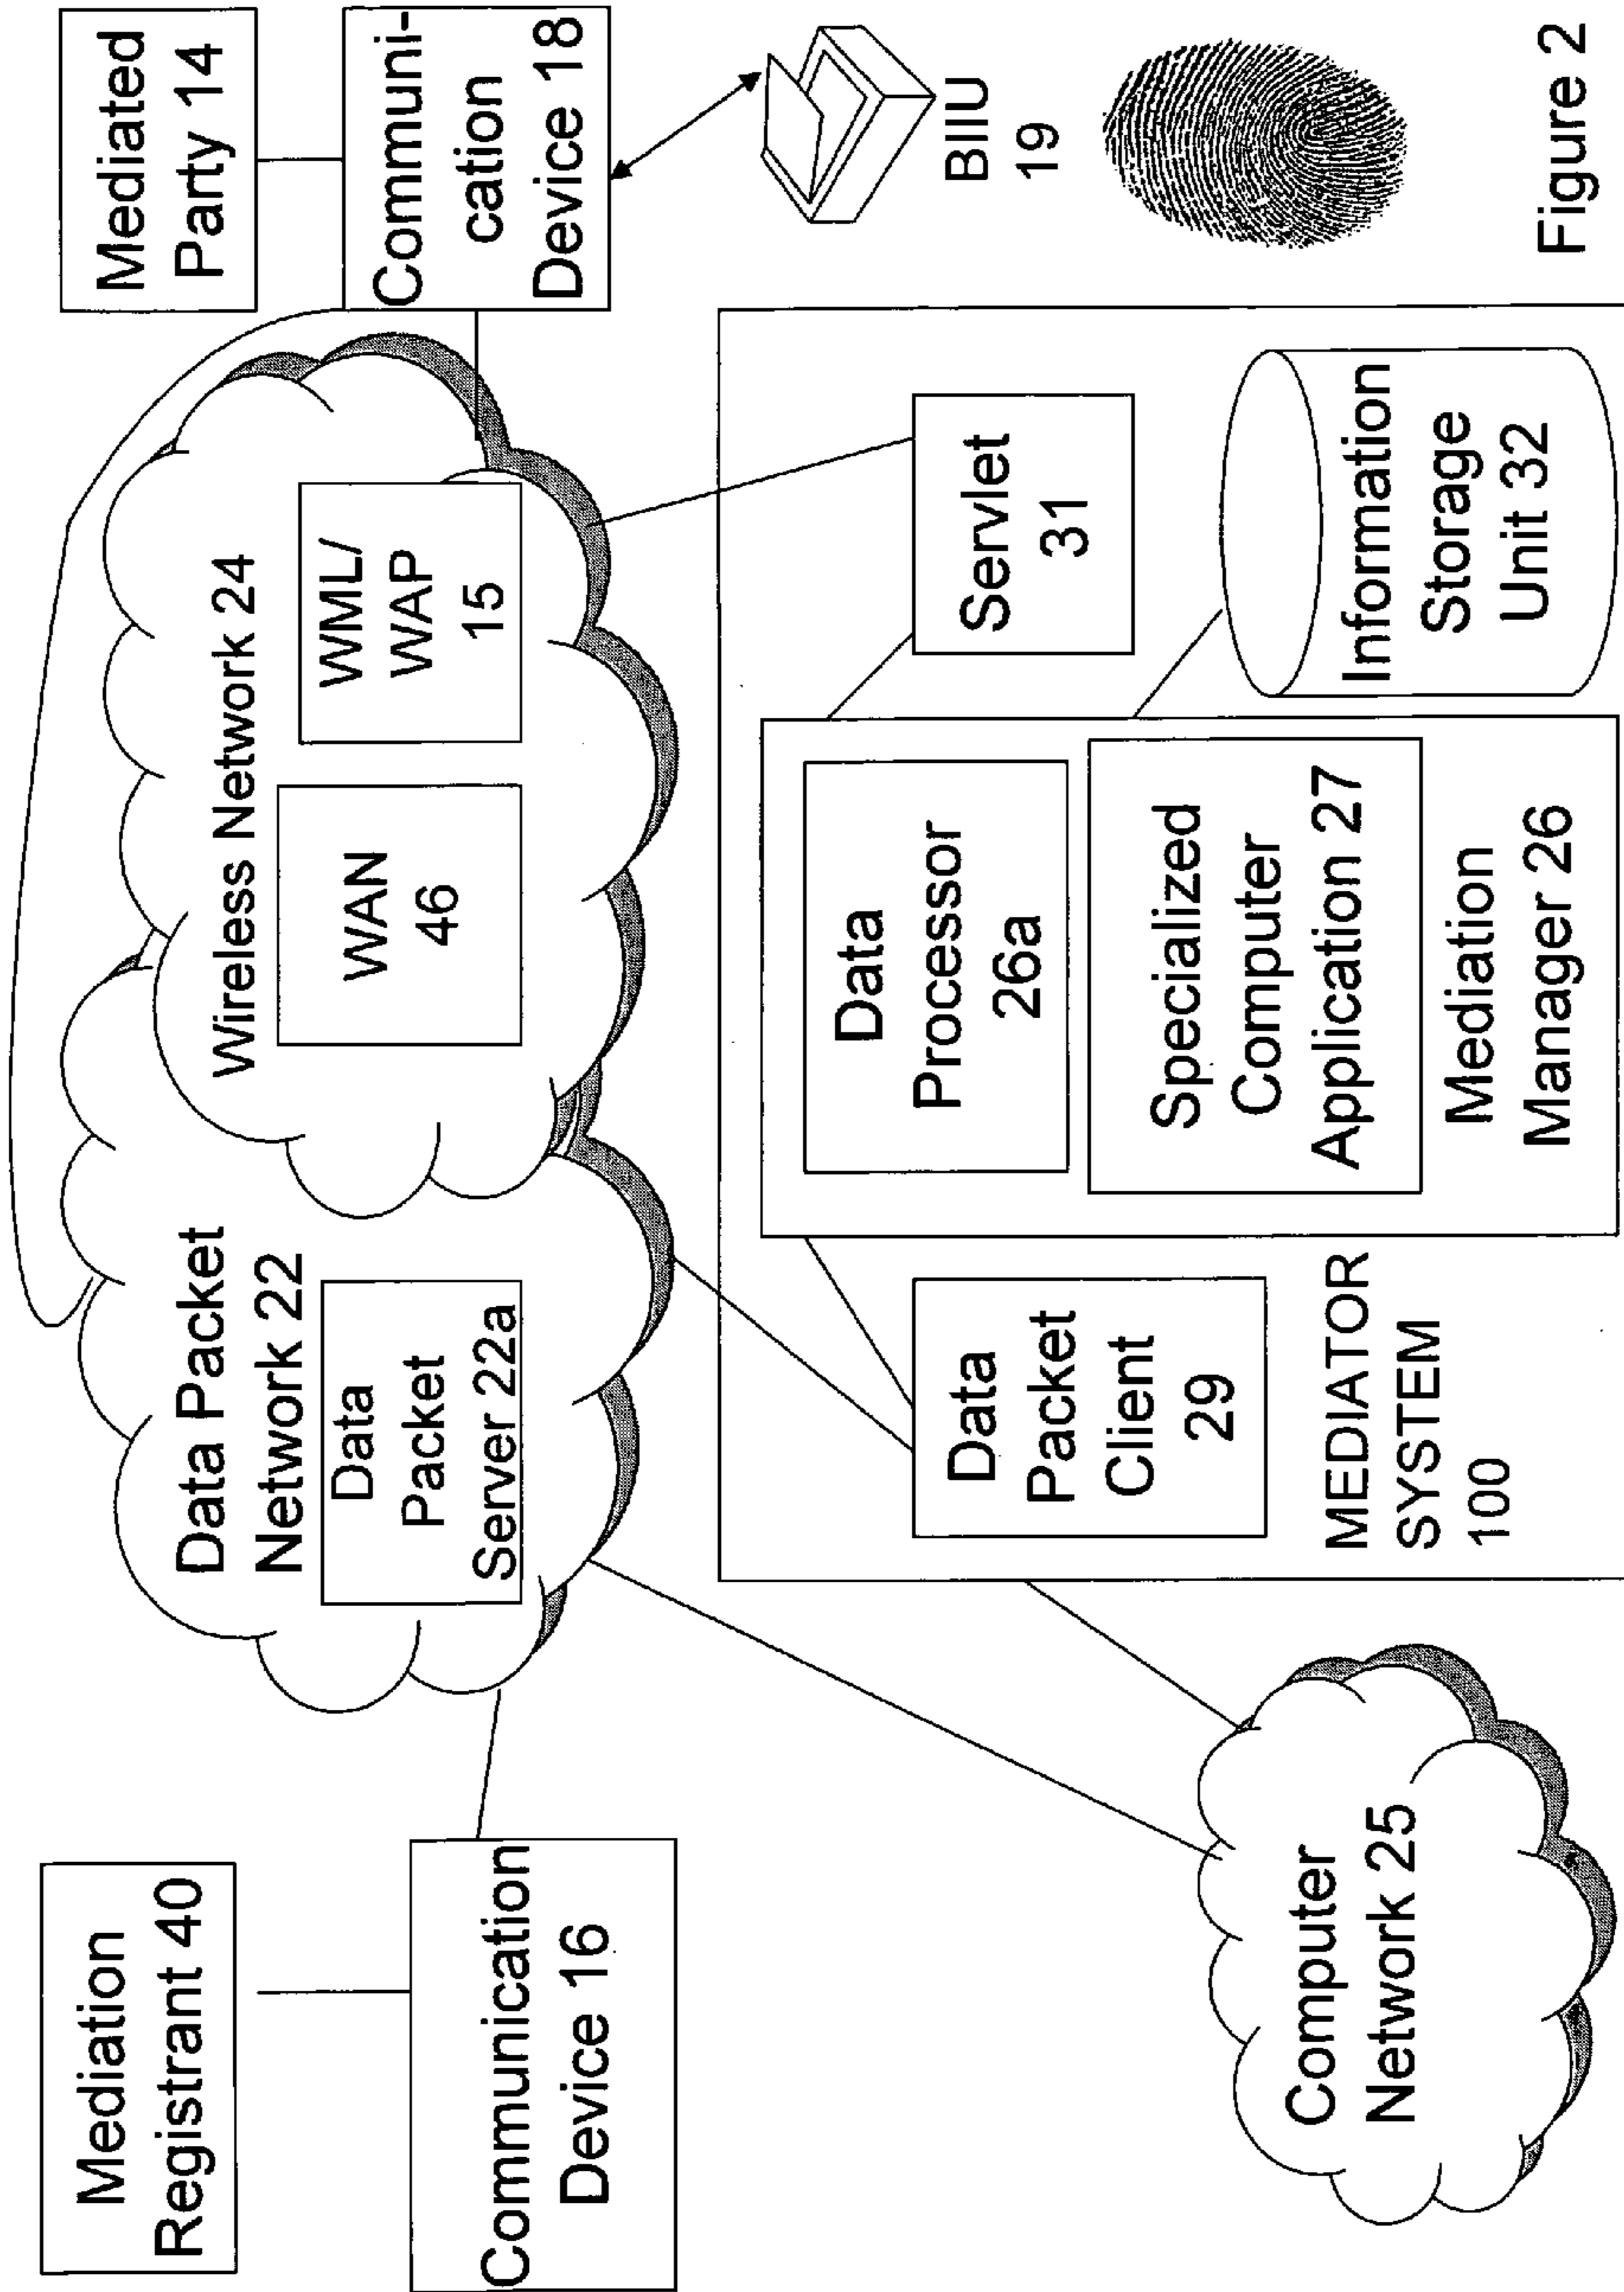 Mediation
Registrant 40
Communication
Device 16
Data Packet
Network 22
Data
Packet
Server 22a
Wireless Network 24
WAN
46
WML/
WAP
15
Mediated
Party 14
Communi-
cation
Device 18
BIIU
19
Computer
Network 25
Data
Packet
Client
29
MEDIATOR
SYSTEM
100
Data
Processor
26a
Specialized
Computer
Application 27
Mediation
Manager 26
Servlet
31
Information
Storage
Unit 32
Figure 2